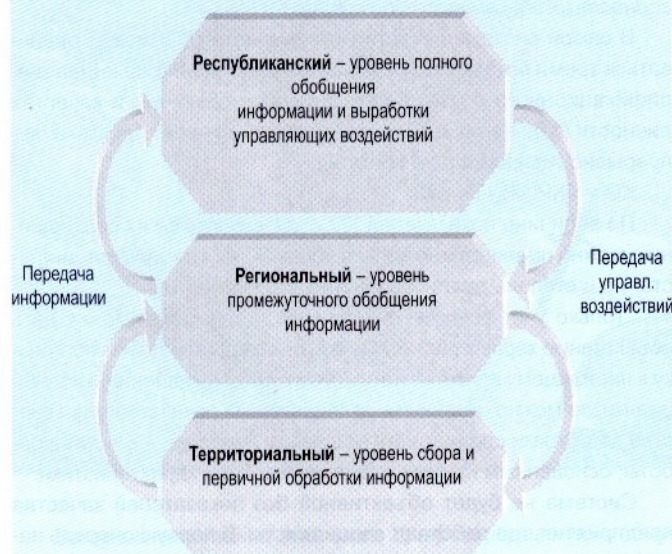 Республиканский – уровень полного
обобщения
информации и выработки
управляющих воздействий
Передача
информации
Региональный – уровень
промежуточного обобщения
информации
Передача
управл.
воздействий
Территориальный – уровень сбора и
первичной обработки информации